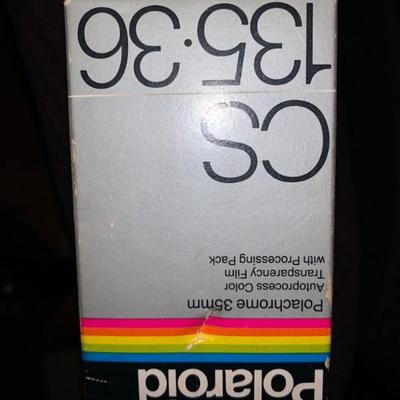 Polaroid
Polachrome 35mm
Autoprocess Color
Transparency Film
with Processing Pack
CS
135·36